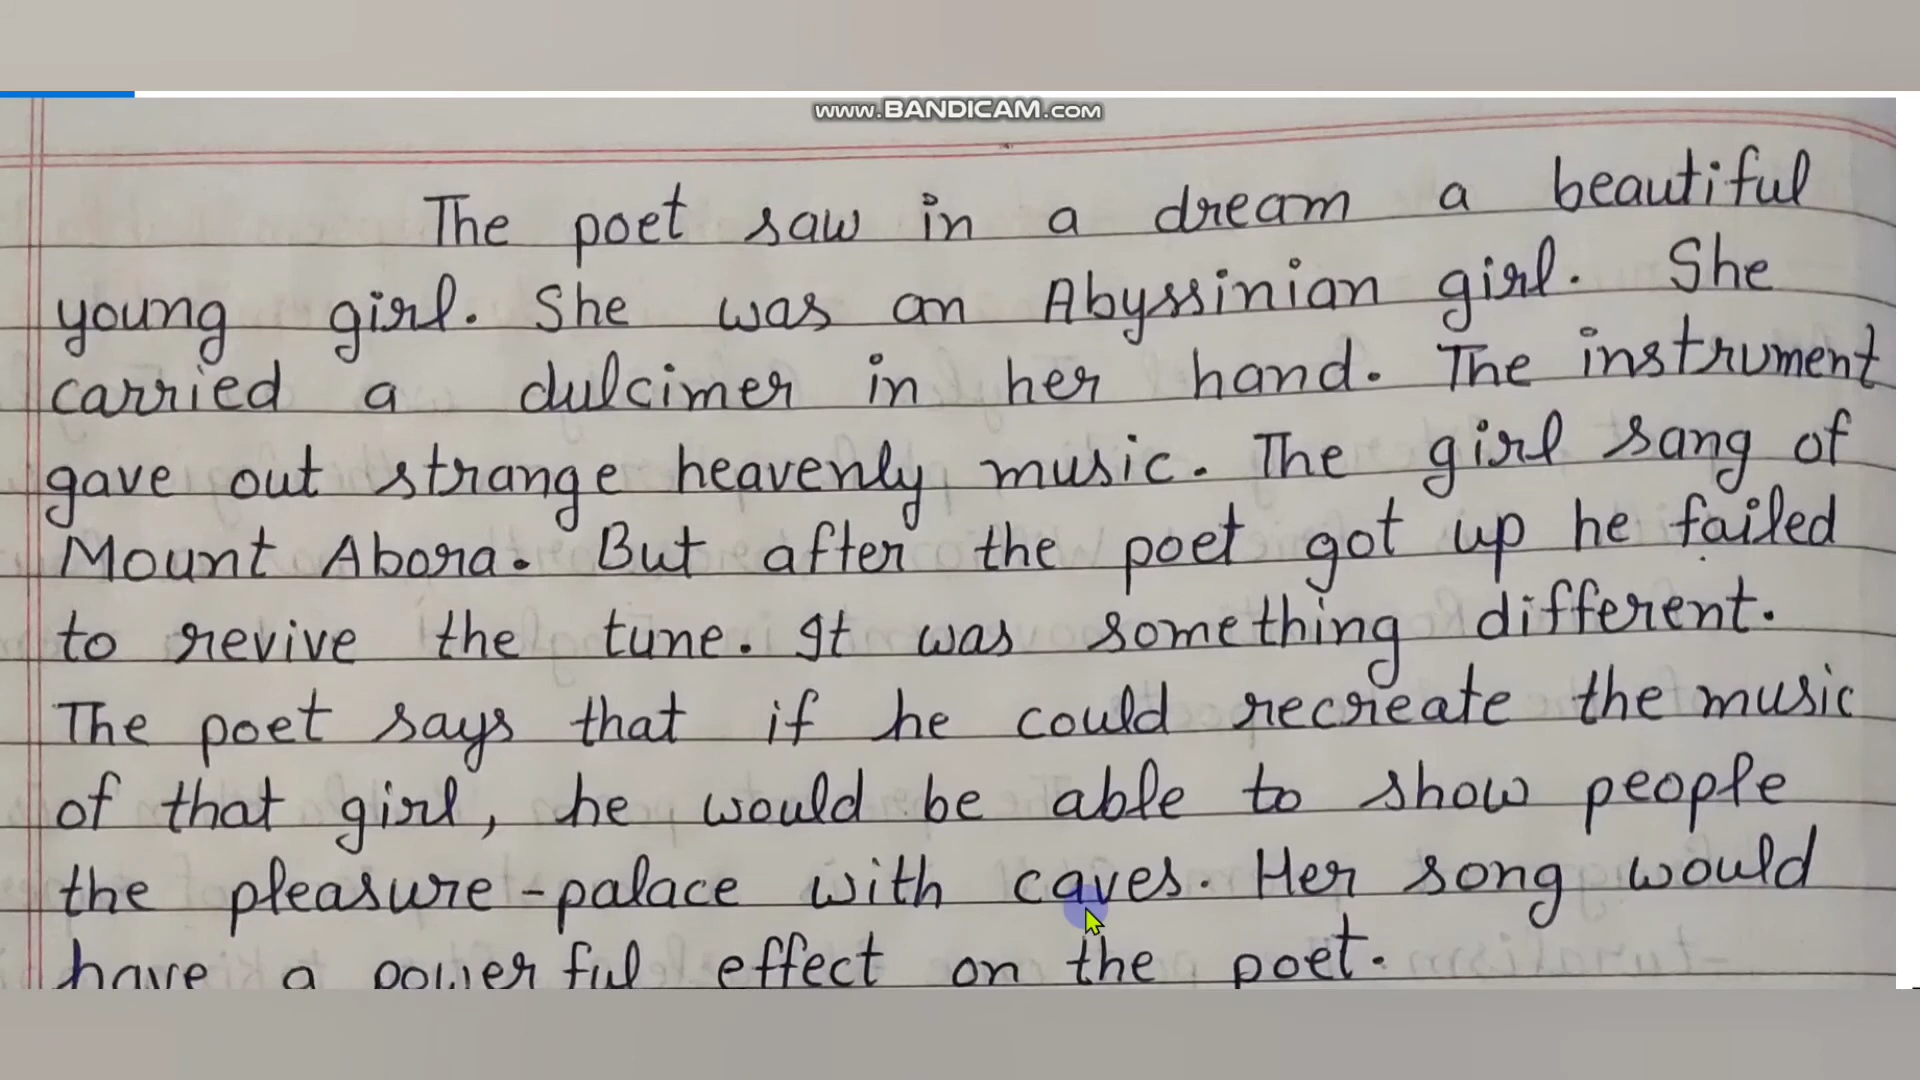 www.BANDICAM.com
The poet saw in a dream a beautiful
young girl. She was an Abyssinian girl. She
carried a dulcimer in her hand. The instrument
gave out strange heavenly music. The girl sang of
Mount Abora. But after the poet got up he failed
to revive the tune. It was something different.
The poet says that if he could recreate the music
of that girl, he would be able to show people
the pleasure-palace with caves. Her song would
have a powerful effect on the poet.